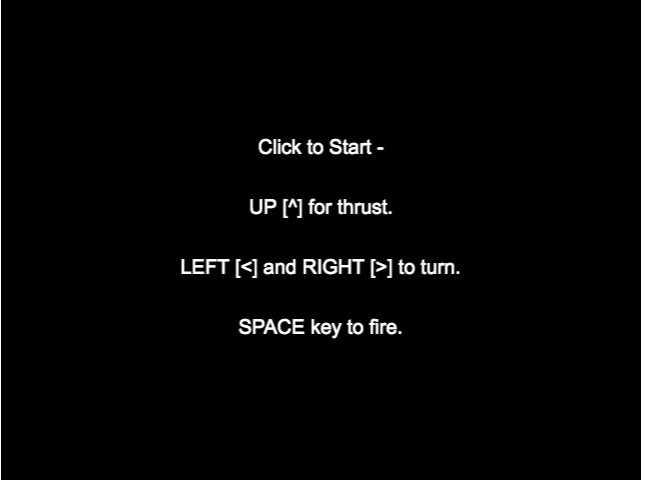 Click to Start -
UP [^] for thrust.
LEFT [<] and RIGHT [>] to turn.
SPACE key to fire.